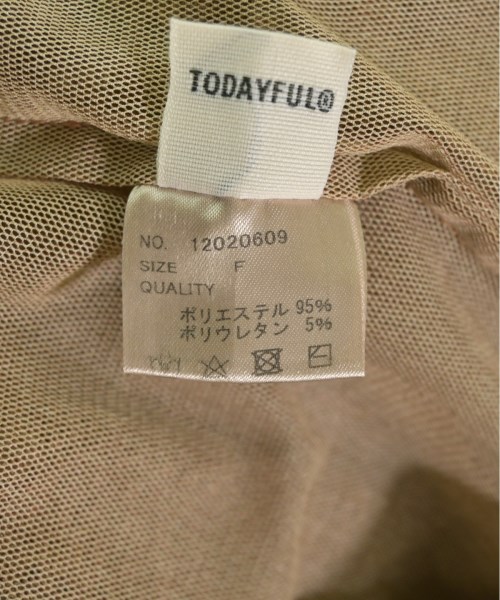 TODAYFUL®
NO. 12020609
SIZE F
QUALITY
ポリエステル 95%
ポリウレタン 5%